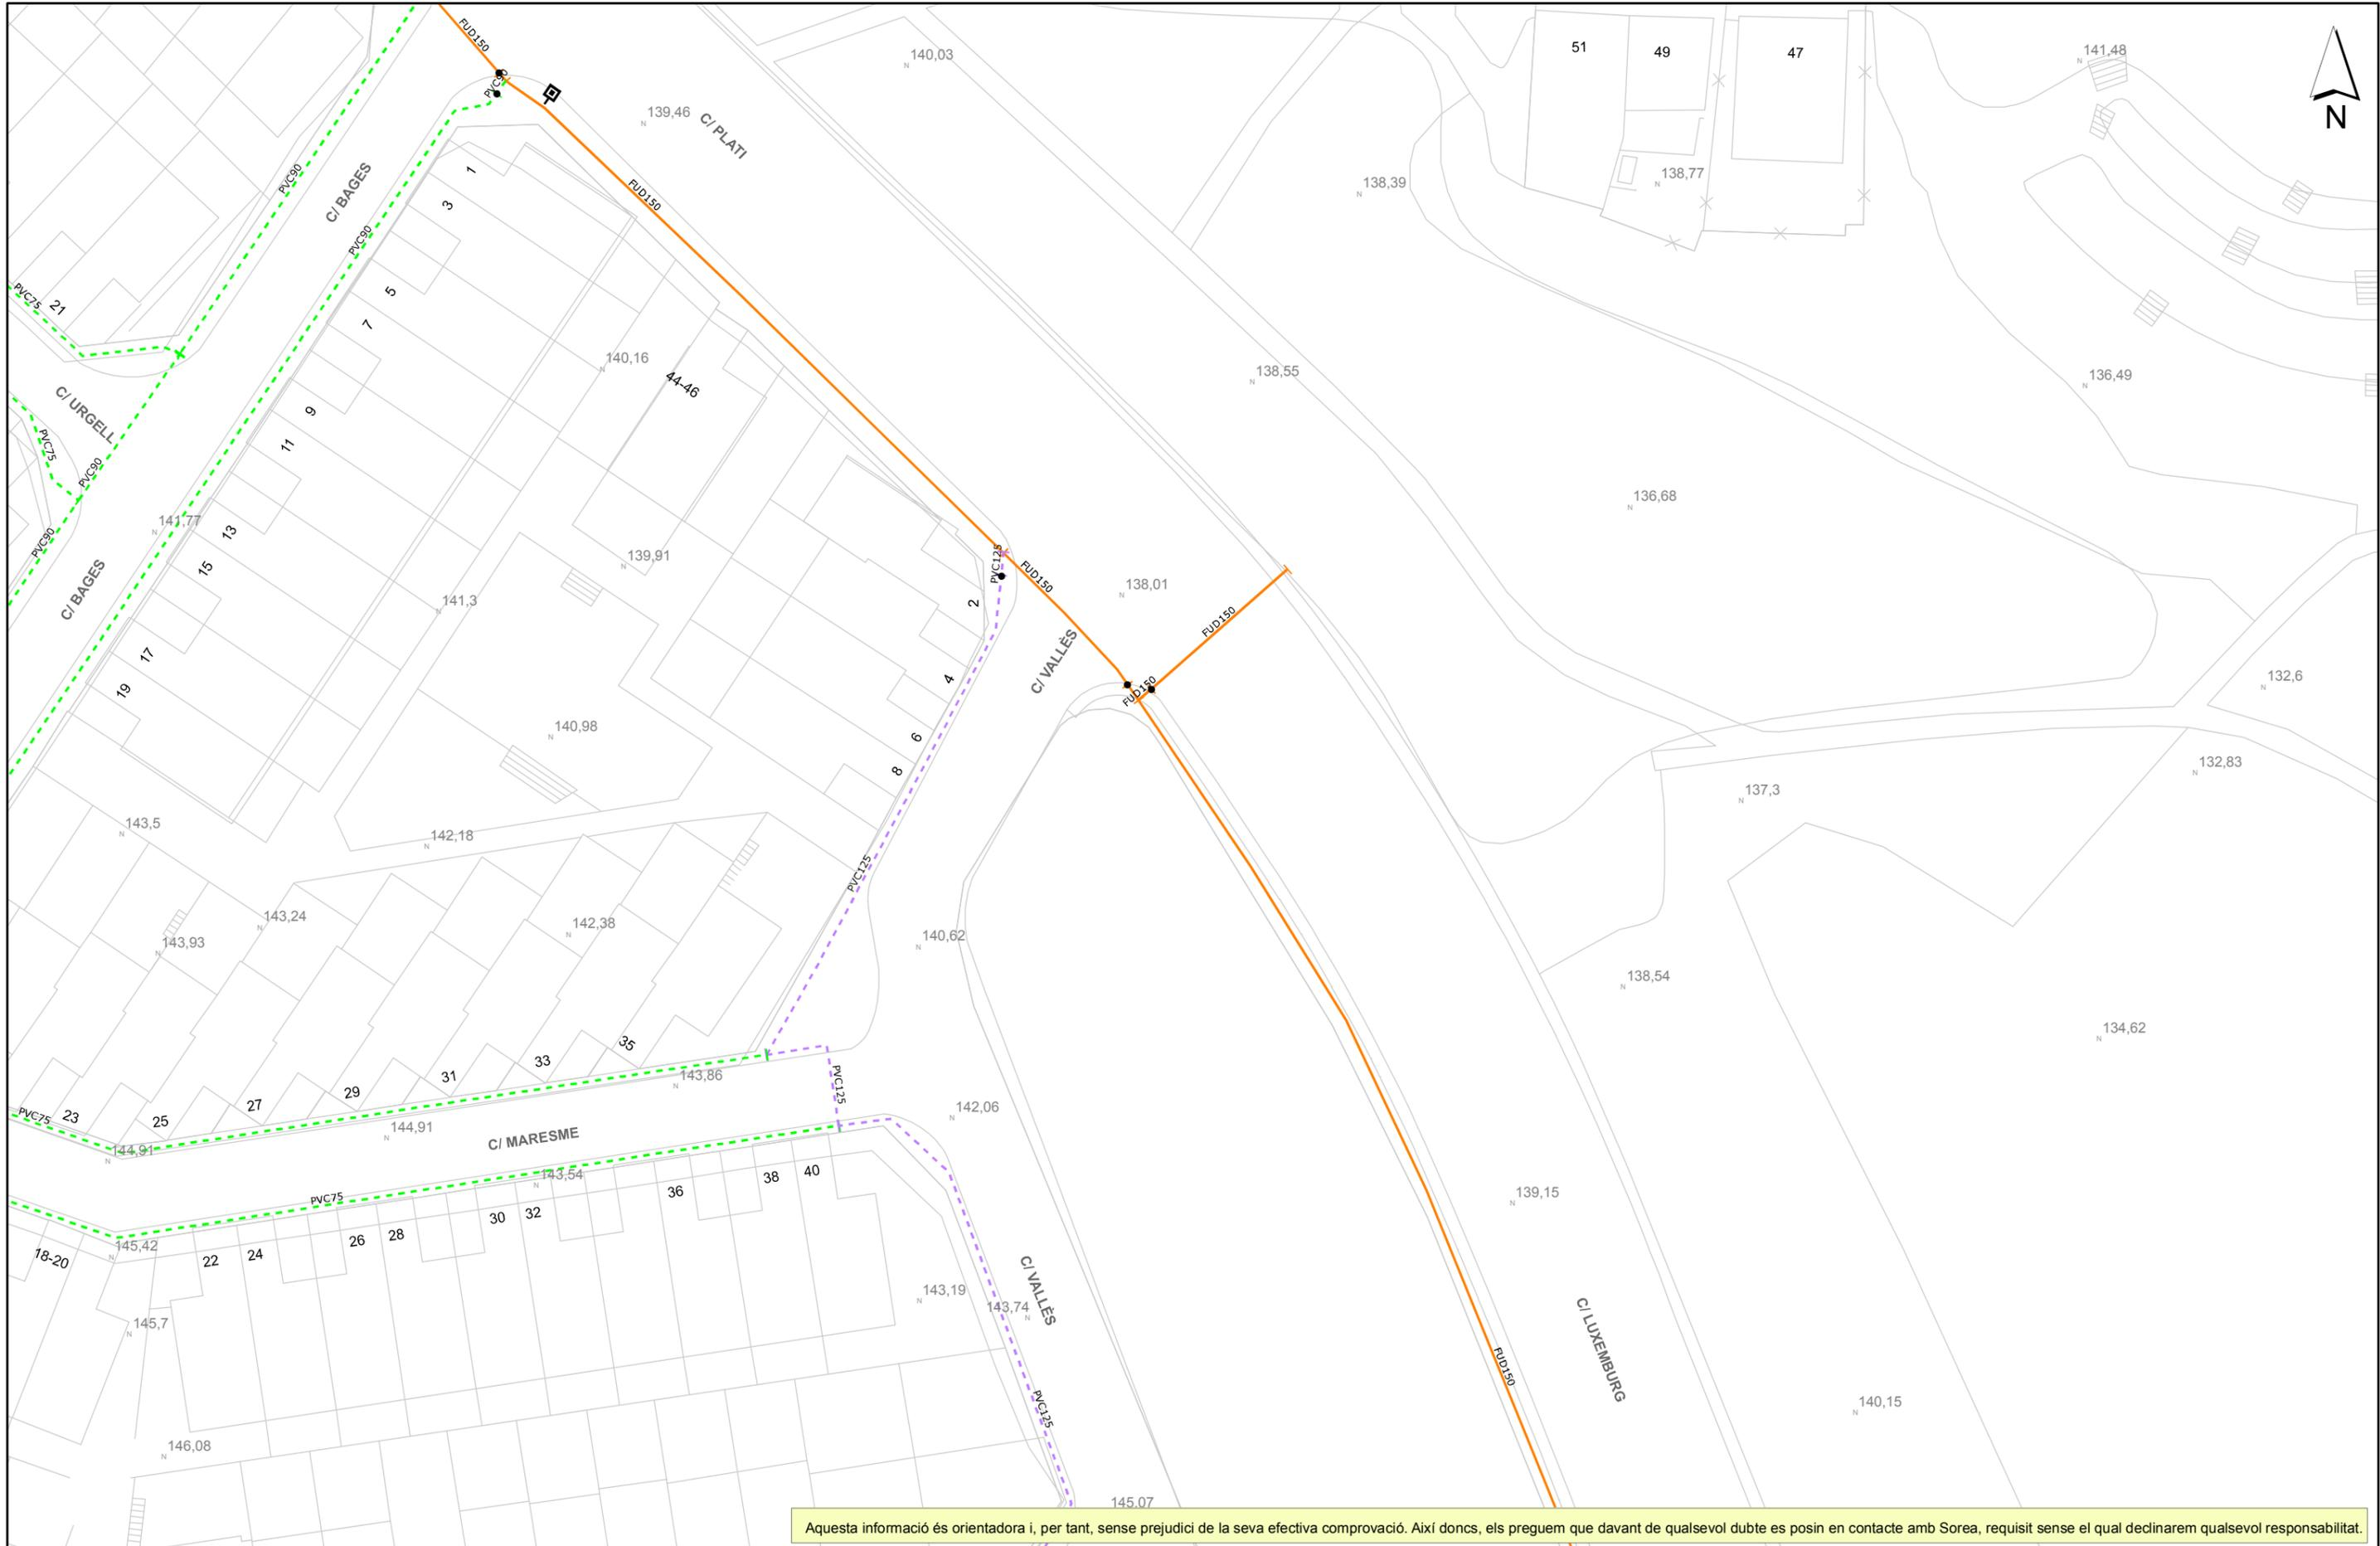 FUD150
140,03
51
49
47
141,48
N
PVC90
139,46
C/ PLATI
138,39
138,77
PVC90
C/ BAGES
1
3
FUD150
PVC90
5
7
PVC75
21
140,16
44-46
138,55
136,49
C/ URGELL
9
11
PVC75
PVC90
136,68
141,77
13
PVC90
15
139,91
PVC125
FUD150
138,01
C/ BAGES
141,3
2
FUD150
17
C/ VALLÈS
19
4
FUD150
132,6
140,98
6
8
132,83
137,3
143,5
142,18
PVC125
143,24
142,38
143,93
140,62
138,54
134,62
35
33
31
143,86
29
27
25
23
PVC75
PVC125
142,06
144,91
144,91
C/ MARESME
143,54
PVC75
36
38
40
139,15
30
32
26
28
22
24
145,42
18-20
C/ VALLÈS
143,19
143,74
145,7
C/ LUXEMBURG
FUD150
PVC125
140,15
146,08
145,07
Aquesta informació és orientadora i, per tant, sense prejudici de la seva efectiva comprovació. Així doncs, els preguem que davant de qualsevol dubte es posin en contacte amb Sorea, requisit sense el qual declinarem qualsevol responsabilitat.